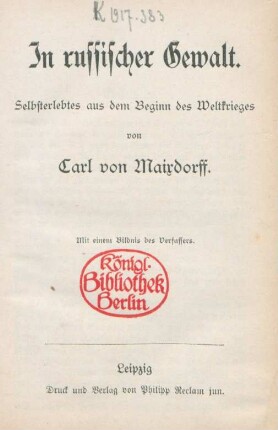 K 1917.383
In russischer Gewalt.
Selbsterlebtes aus dem Beginn des Weltkrieges
von
Carl von Maixdorff.
Mit einem Bildnis des Verfassers.
Königl.
Bibliothek
Berlin
Leipzig
Druck und Verlag von Philipp Reclam jun.